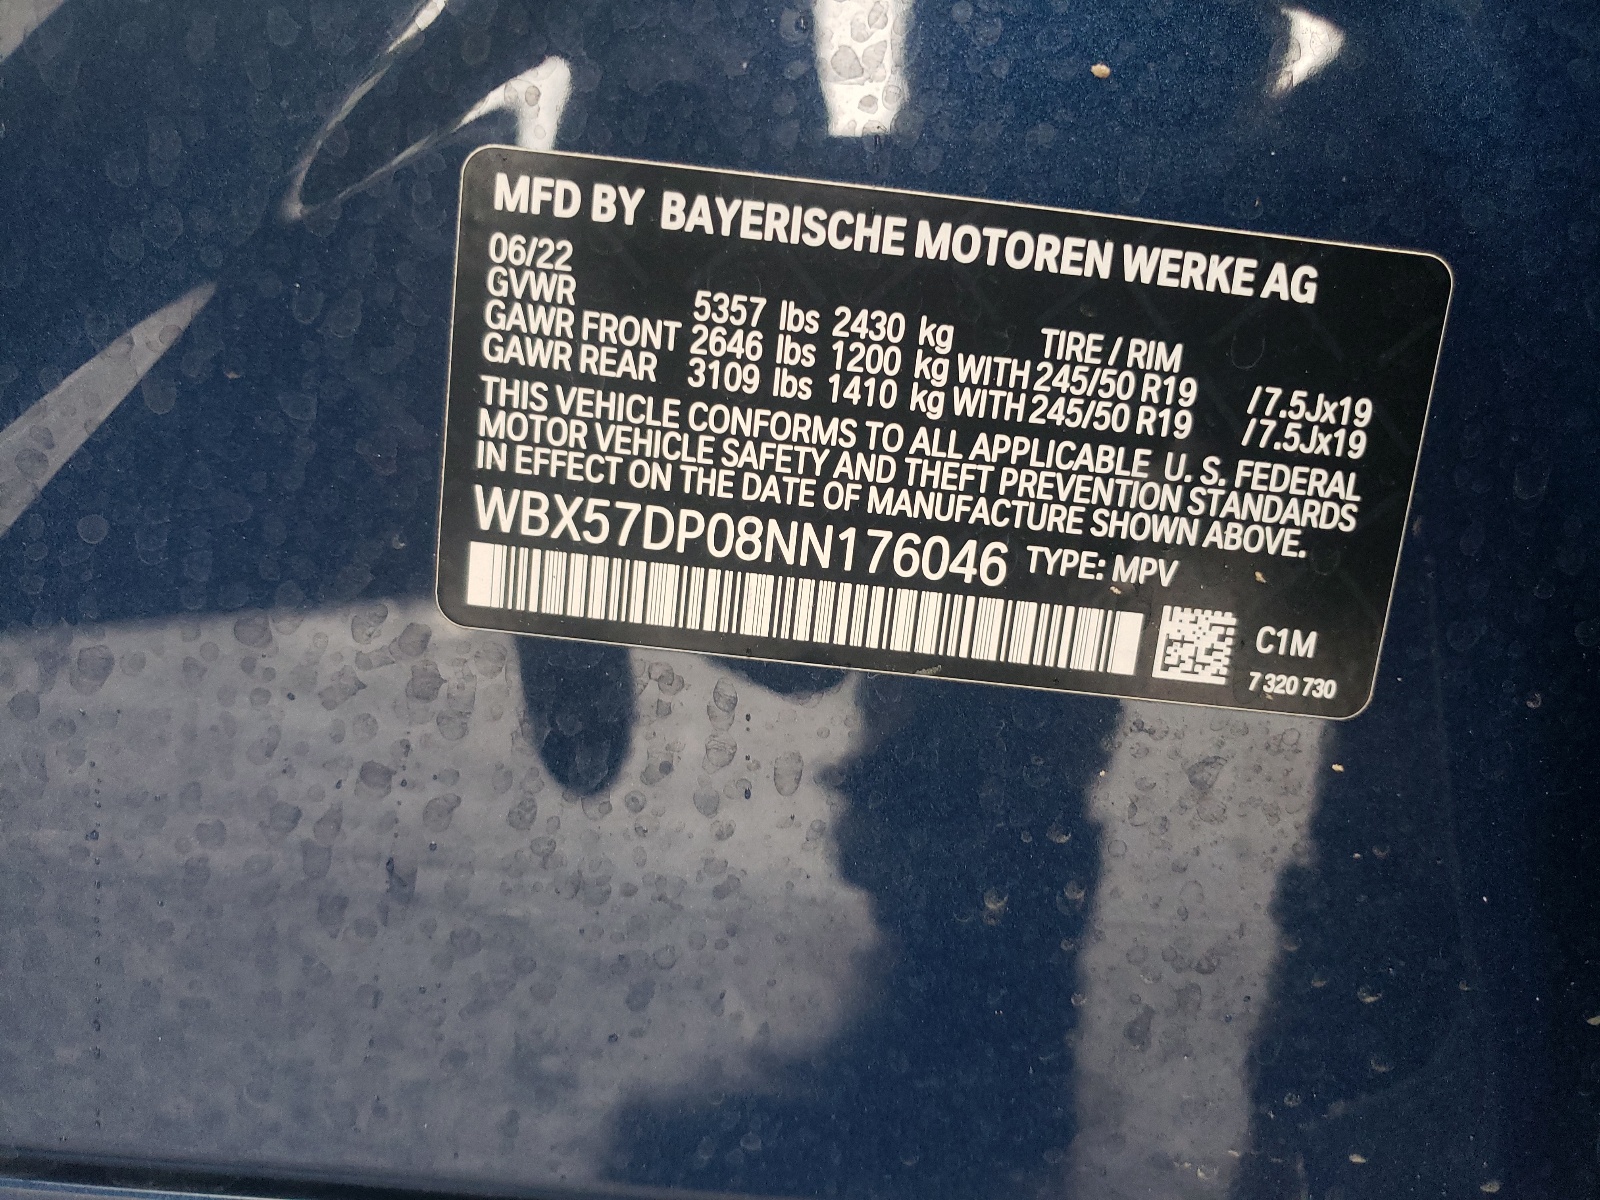 MFD BY BAYERISCHE MOTOREN WERKE AG
06/22
GVWR 5357 lbs 2430 kg TIRE / RIM
GAWR FRONT 2646 lbs 1200 kg WITH 245/50 R19 /7.5Jx19
GAWR REAR 3109 lbs 1410 kg WITH 245/50 R19 /7.5Jx19
THIS VEHICLE CONFORMS TO ALL APPLICABLE U. S. FEDERAL
MOTOR VEHICLE SAFETY AND THEFT PREVENTION STANDARDS
IN EFFECT ON THE DATE OF MANUFACTURE SHOWN ABOVE.
WBX57DP08NN176046 TYPE: MPV
C1M
7 320 730